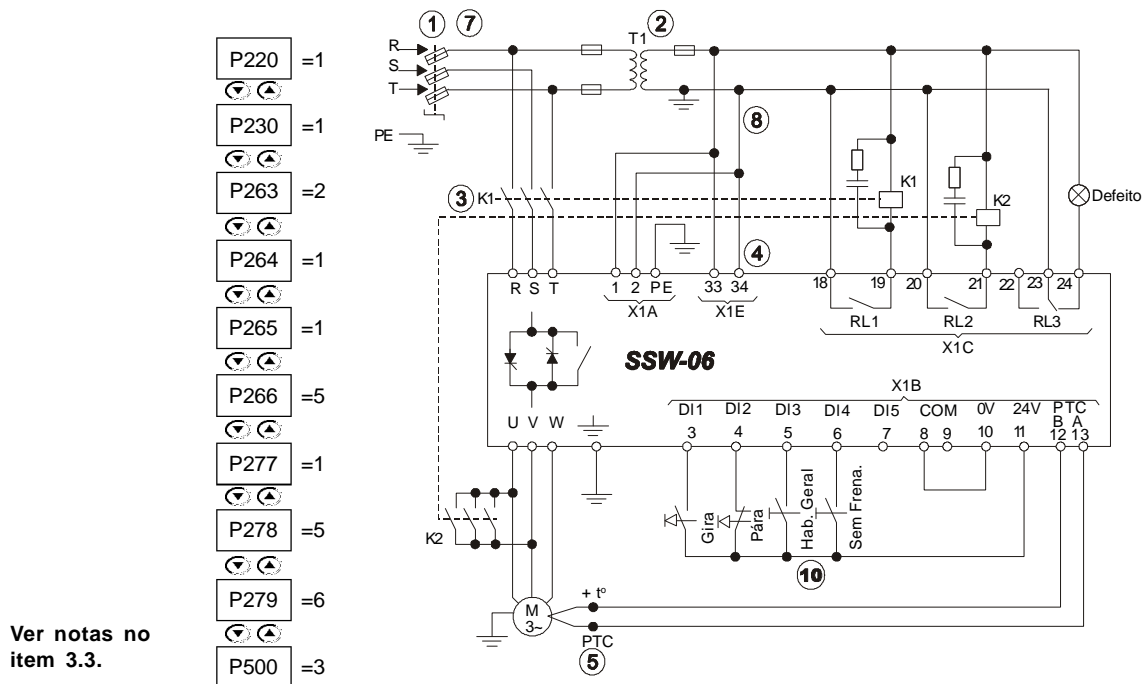 P220 =1
P230 =1
P263 =2
P264 =1
P265 =1
P266 =5
P277 =1
P278 =5
P279 =6
P500 =3
Ver notas no
item 3.3.
1 7 2
R
S
T
T1
PE
8
3 K1
K1
K2
Defeito
4
R S T
1 2 PE
X1A
33 34
X1E
18 19 20 21 22 23 24
RL1 RL2 RL3
X1C
SSW-06
X1B
U V W
DI1 DI2 DI3 DI4 DI5 COM 0V 24V PTC
B A
3 4 5 6 7 8 9 10 11 12 13
K2
Gira
Pára
Hab. Geral
Sem Frena.
10
M
3~
+ tº
PTC
5